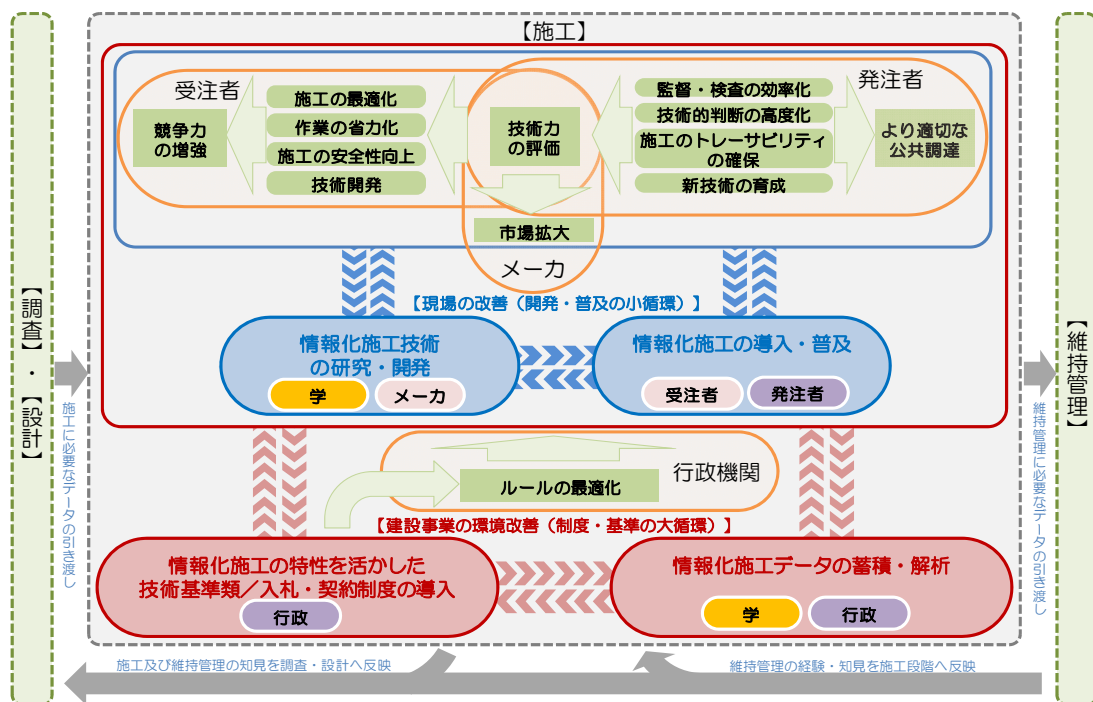 【施工】
受注者
発注者
競争力
の増強
施工の最適化
作業の省力化
施工の安全性向上
技術開発
技術力
の評価
監督・検査の効率化
技術的判断の高度化
施工のトレーサビリティ
の確保
新技術の育成
より適切な
公共調達
市場拡大
メーカ
【現場の改善（開発・普及の小循環）】
情報化施工技術
の研究・開発
学
メーカ
情報化施工の導入・普及
受注者
発注者
【調査】・【設計】
施工に必要なデータの引き渡し
【維持管理】
維持管理に必要なデータの引き渡し
行政機関
ルールの最適化
【建設事業の環境改善（制度・基準の大循環）】
情報化施工の特性を活かした
技術基準類／入札・契約制度の導入
行政
情報化施工データの蓄積・解析
学
行政
施工及び維持管理の知見を調査・設計へ反映
維持管理の経験・知見を施工段階へ反映